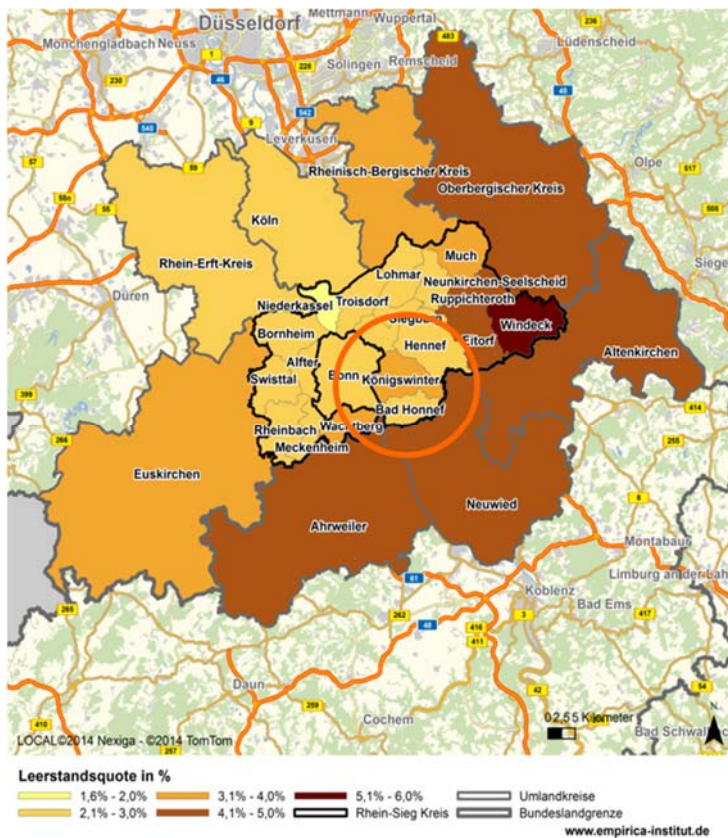 Düsseldorf
Mettmann
Wuppertal
Mönchengladbach
Neuss
Solingen
Remscheid
Lüdenscheid
Leverkusen
Olpe
Rheinisch-Bergischer Kreis
Oberbergischer Kreis
Köln
Rhein-Erft-Kreis
Much
Lohmar
Neunkirchen-Seelscheid
Düren
Niederkassel
Troisdorf
Ruppichteroth
Siegburg
Windeck
Bornheim
Hennef
Eitorf
Altenkirchen
Alfter
Bonn
Swisttal
Königswinter
Bad Honnef
Rheinbach
Wachtberg
Meckenheim
Euskirchen
Neuwied
Ahrweiler
Montabaur
Limburg an der Lah
Koblenz
Bad Ems
Daun
Cochem
Bad Schwalb
N
0 2,5 5 Kilometer
LOCAL©2014 Nexiga - ©2014 TomTom
Leerstandsquote in %
1,6% - 2,0% 3,1% - 4,0% 5,1% - 6,0% Umlandkreise
2,1% - 3,0% 4,1% - 5,0% Rhein-Sieg Kreis Bundeslandgrenze
www.empirica-institut.de